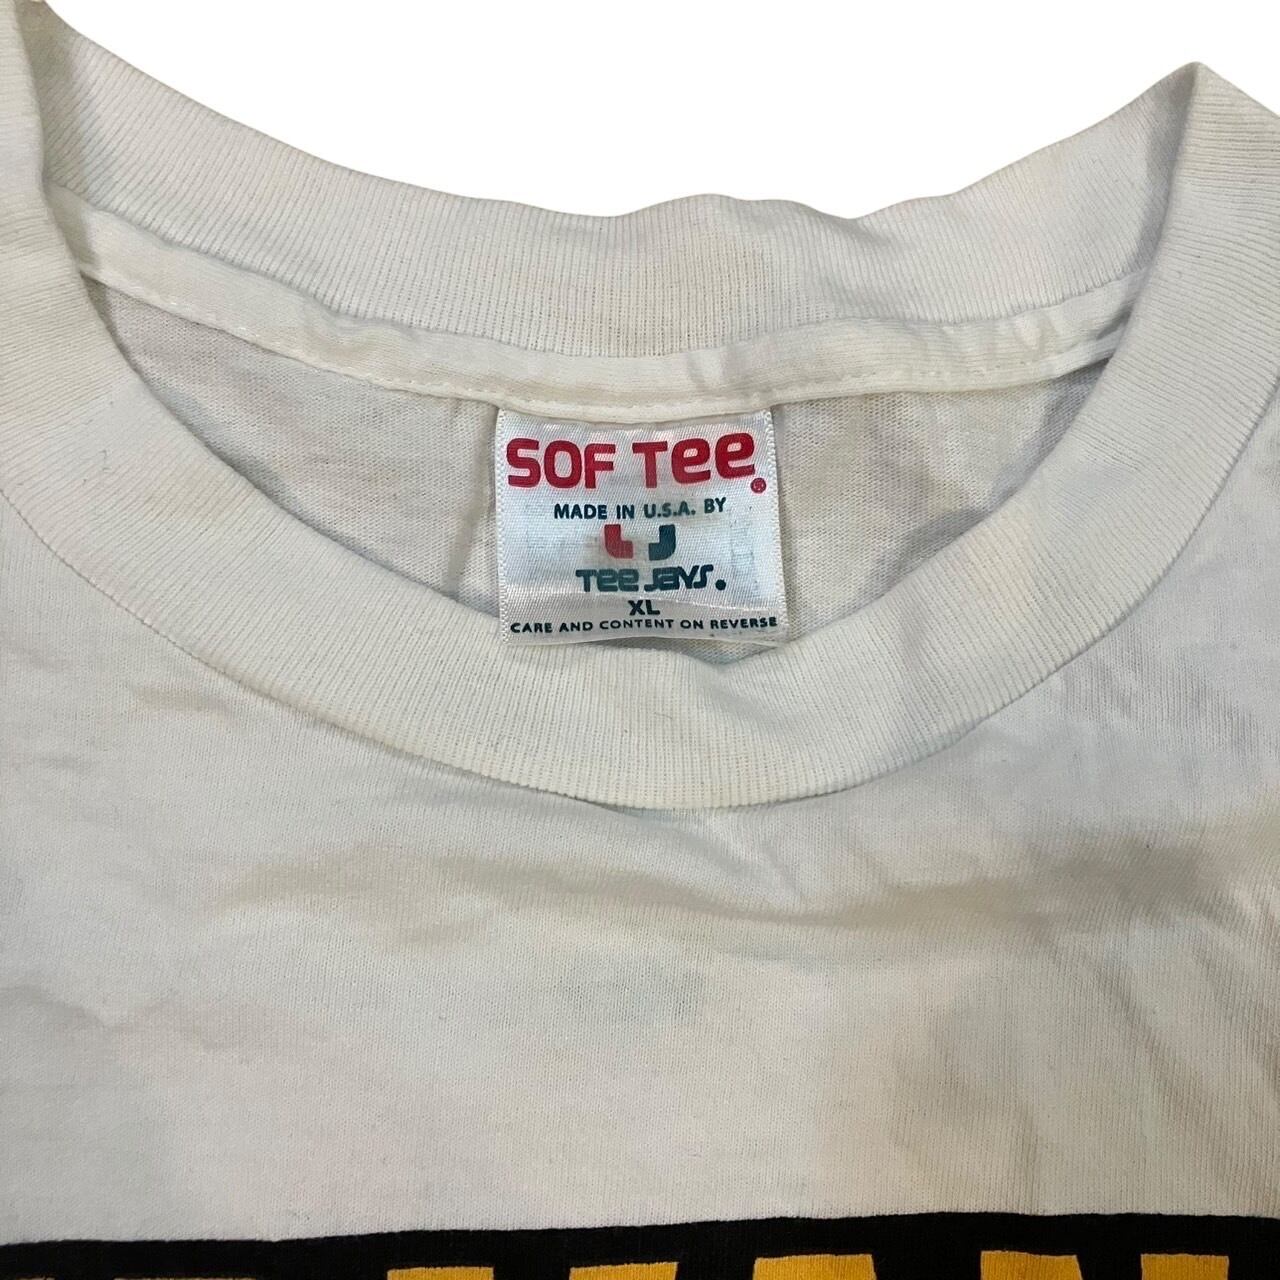 SOF Tee®
MADE IN U.S.A. BY
Tee Jays.
XL
CARE AND CONTENT ON REVERSE